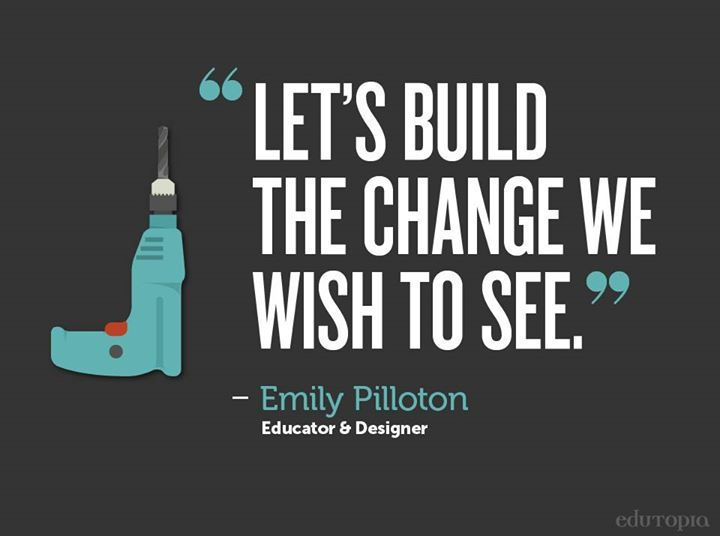 “LET’S BUILD
THE CHANGE WE
WISH TO SEE.”
– Emily Pilloton
Educator & Designer
edutopia